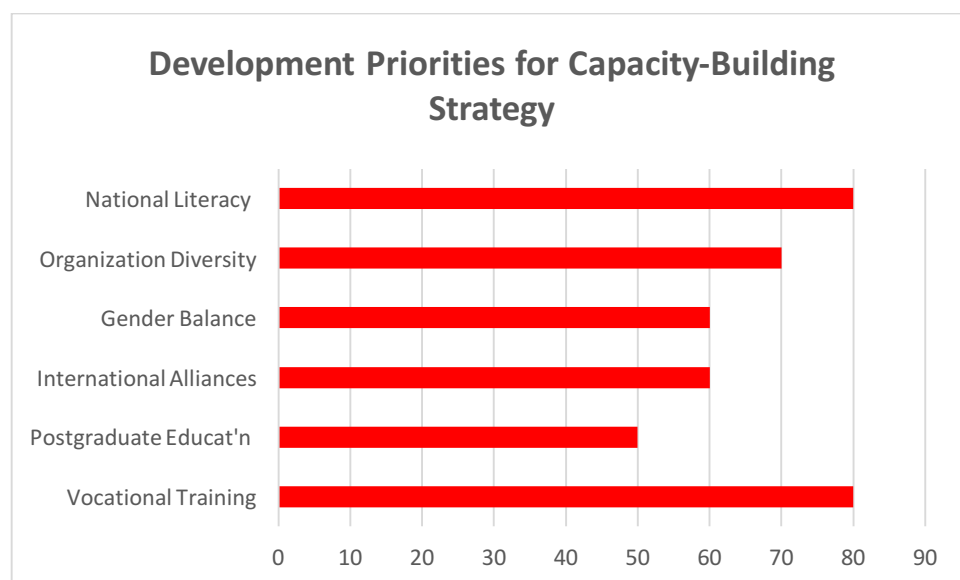 Development Priorities for Capacity-Building
Strategy
National Literacy
Organization Diversity
Gender Balance
International Alliances
Postgraduate Educat'n
Vocational Training
0 10 20 30 40 50 60 70 80 90